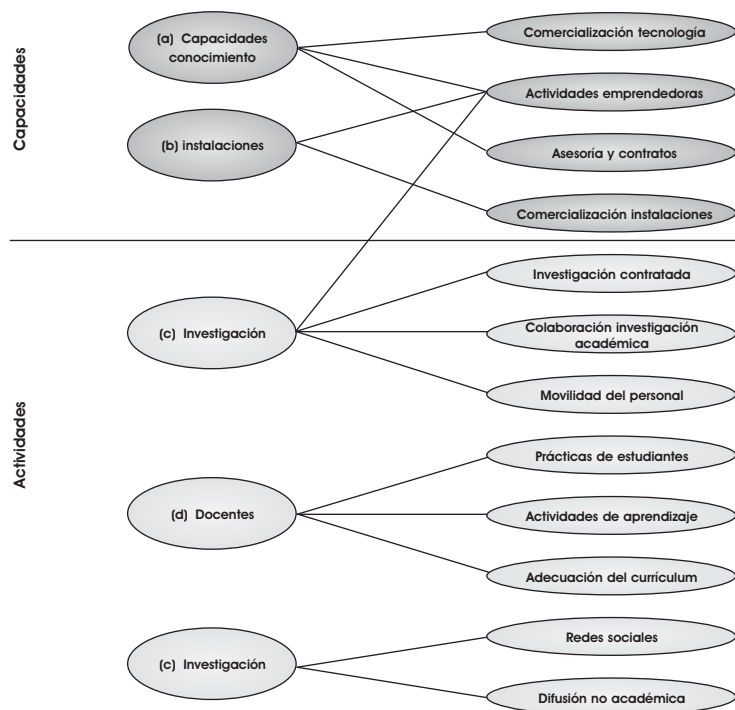 Capacidades
(a) Capacidades
conocimiento
Comercialización tecnología
Actividades emprendedoras
(b) instalaciones
Asesoría y contratos
Comercialización instalaciones
Actividades
(c) Investigación
Investigación contratada
Colaboración investigación
académica
Movilidad del personal
(d) Docentes
Prácticas de estudiantes
Actividades de aprendizaje
Adecuación del currículum
(c) Investigación
Redes sociales
Difusión no académica